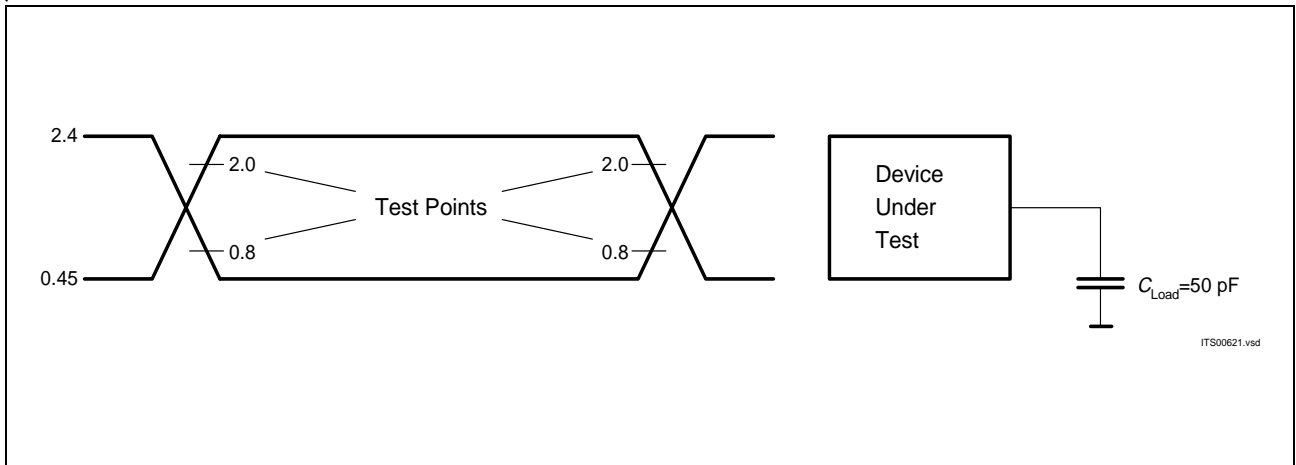 2.4
2.0
2.0
Test Points
0.8
0.8
0.45
Device
Under
Test
CLoad=50 pF
ITS00621.vsd